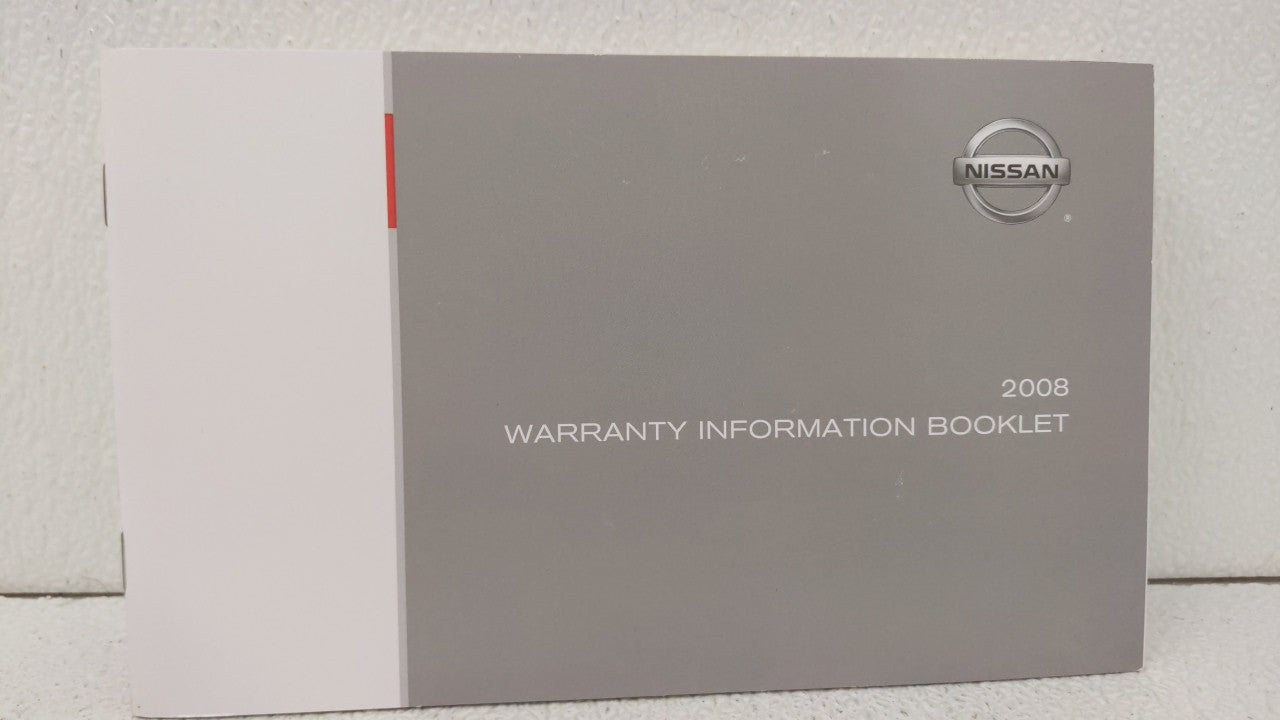 NISSAN
®
2008
WARRANTY INFORMATION BOOKLET